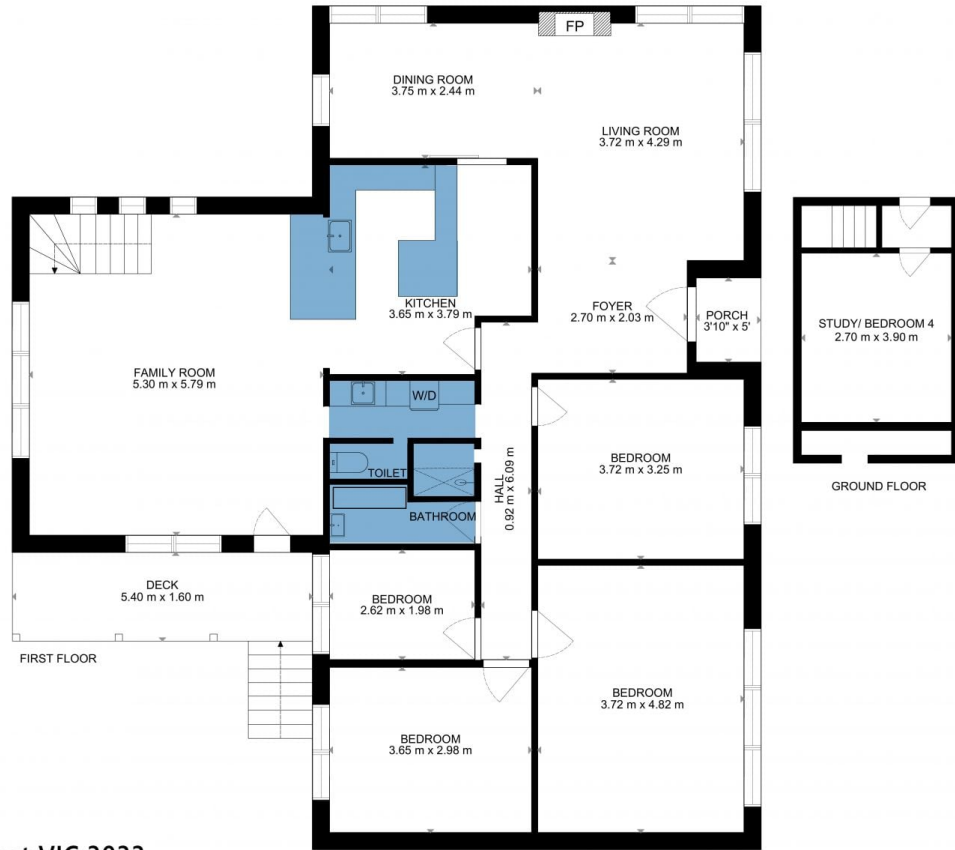 FP
DINING ROOM
3.75 m x 2.44 m
LIVING ROOM
3.72 m x 4.29 m
KITCHEN
3.65 m x 3.79 m
FOYER
2.70 m x 2.03 m
PORCH
3'10" x 5'
FAMILY ROOM
5.30 m x 5.79 m
W/D
TOILET
BATHROOM
HALL
0.92 m x 6.09 m
BEDROOM
3.72 m x 3.25 m
DECK
5.40 m x 1.60 m
BEDROOM
2.62 m x 1.98 m
FIRST FLOOR
BEDROOM
3.65 m x 2.98 m
BEDROOM
3.72 m x 4.82 m
STUDY/ BEDROOM 4
2.70 m x 3.90 m
GROUND FLOOR